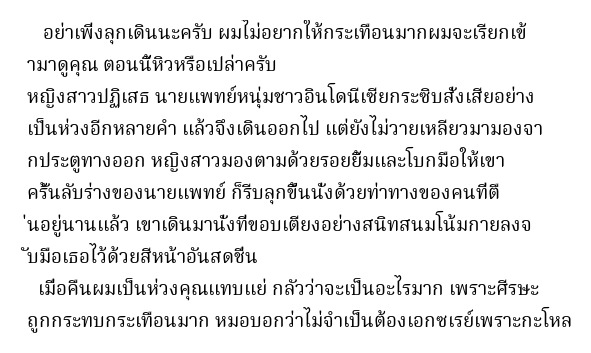 อย่าเพิ่งลุกเดินนะครับ ผมไม่อยากให้กระเทือนมากผมจะเรียกเข้
ามาดูคุณ ตอนนี้หิวหรือเปล่าครับ
หญิงสาวปฏิเสธ นายแพทย์หนุ่มชาวอินโดนีเซียกระซิบสั่งเสียอย่าง
เป็นห่วงอีกหลายคำ แล้วจึงเดินออกไป แต่ยังไม่วายเหลียวมามองจา
กประตูทางออก หญิงสาวมองตามด้วยรอยยิ้มและโบกมือให้เขา
ครั้นลับร่างของนายแพทย์ ก็รีบลุกขึ้นนั่งด้วยท่าทางของคนที่ตื
่นอยู่นานแล้ว เขาเดินมานั่งที่ขอบเตียงอย่างสนิทสนมโน้มกายลงจ
ับมือเธอไว้ด้วยสีหน้าอันสดชื่น
เมื่อคืนผมเป็นห่วงคุณแทบแย่ กลัวว่าจะเป็นอะไรมาก เพราะศีรษะ
ถูกกระทบกระเทือนมาก หมอบอกว่าไม่จำเป็นต้องเอกซเรย์เพราะกะโหล